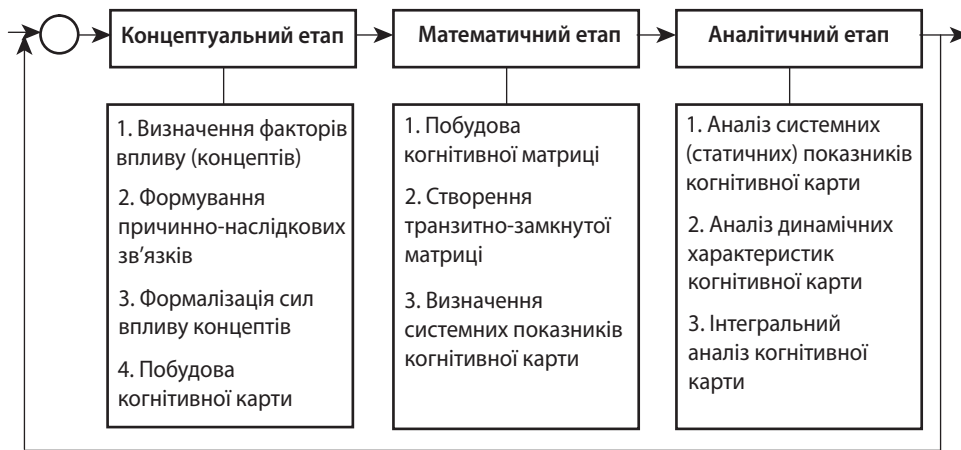 Концептуальний етап
Математичний етап
Аналітичний етап
1. Визначення факторів
впливу (концептів)
2. Формування
причинно-наслідкових
зв’язків
3. Формалізація сил
впливу концептів
4. Побудова
когнітивної карти
1. Побудова
когнітивної матриці
2. Створення
транзитно-замкнутої
матриці
3. Визначення
системних показників
когнітивної карти
1. Аналіз системних
(статичних) показників
когнітивної карти
2. Аналіз динамічних
характеристик
когнітивної карти
3. Інтегральний
аналіз когнітивної
карти